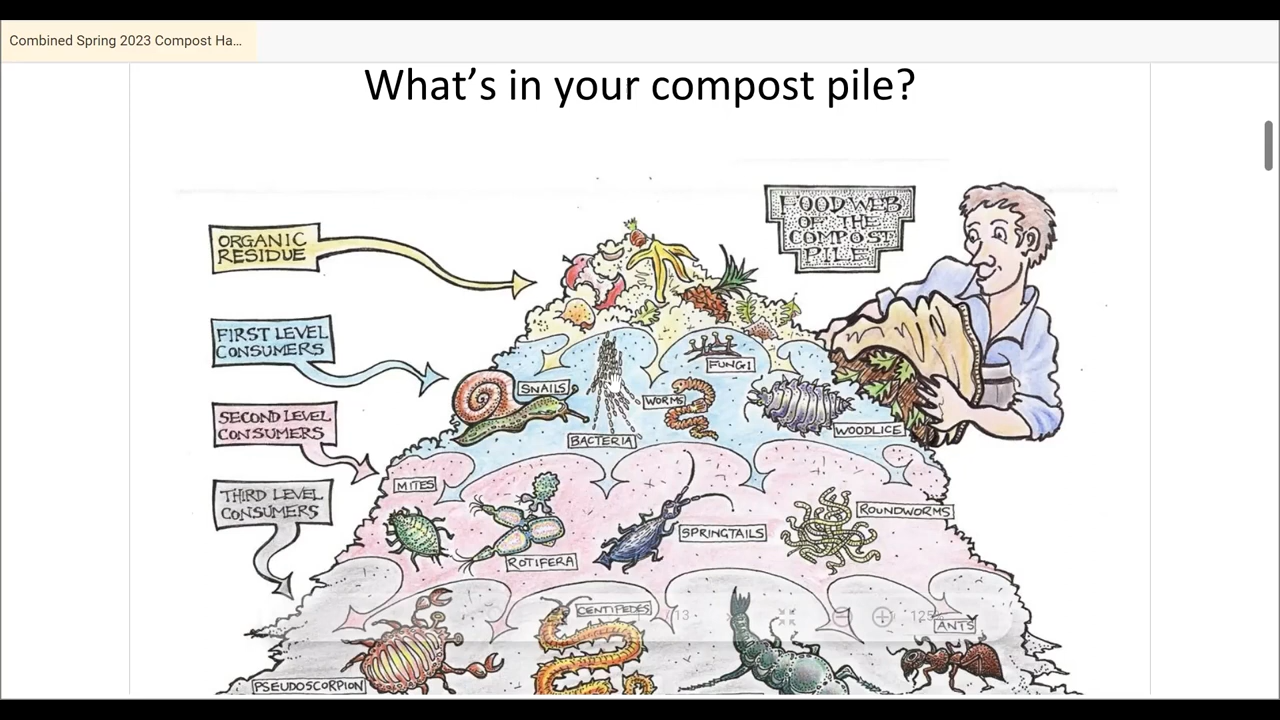 Combined Spring 2023 Compost Ha...
What's in your compost pile?
FOOD WEB
OF THE
COMPOST
PILE
ORGANIC
RESIDUE
FIRST LEVEL
CONSUMERS
SECOND LEVEL
CONSUMERS
THIRD LEVEL
CONSUMERS
FUNGI
SNAILS
WORMS
BACTERIA
WOODLICE
MITES
ROTIFERA
SPRINGTAILS
ROUNDWORMS
CENTIPEDES
/ 13
ANTS
PSEUDOSCORPION